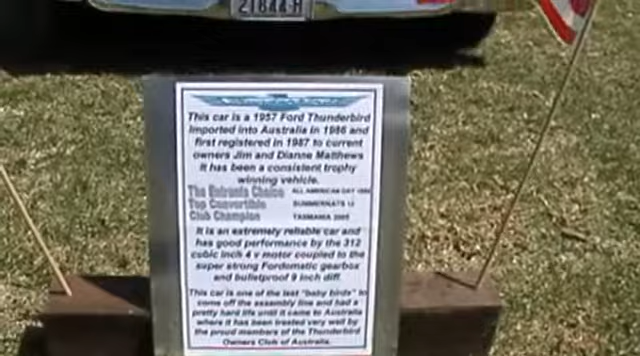 21844-H
This car is a 1957 Ford Thunderbird
imported into Australia in 1986 and
first registered in 1987 to current
owners Jim and Dianne Matthews
It has been a consistent trophy
winning vehicle.
The Entrants Choice ALL AMERICAN DAY
Top Convertible SUMMERNATS 12
Club Champion TASMANIA 2005
It is an extremely reliable car and
has good performance by the 312
cubic inch 4 v motor coupled to the
super strong Fordomatic gearbox
and bulletproof 9 inch diff.
This car is one of the last "baby birds" to
come off the assembly line and had a
pretty hard life until it came to Australia
where it has been treated very well by
the proud members of the Thunderbird
Owners Club of Australia.